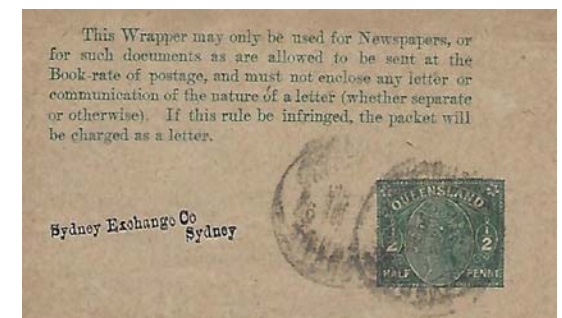 This Wrapper may only be used for Newspapers, or
for such documents as are allowed to be sent at the
Book-rate of postage, and must not enclose any letter or
communication of the nature of a letter (whether separate
or otherwise). If this rule be infringed, the packet will
be charged as a letter.
Sydney Exchange Co
Sydney
QUEENSLAND
1/2 1/2
HALF PENNY